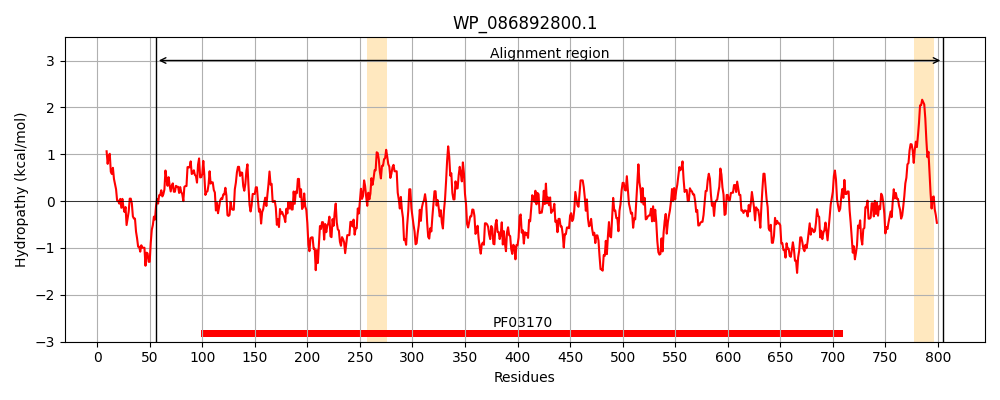 WP_086892800.1
Alignment region
Hydropathy (kcal/mol)
3
2
1
0
−1
−2
−3
PF03170
0 50 100 150 200 250 300 350 400 450 500 550 600 650 700 750 800
Residues